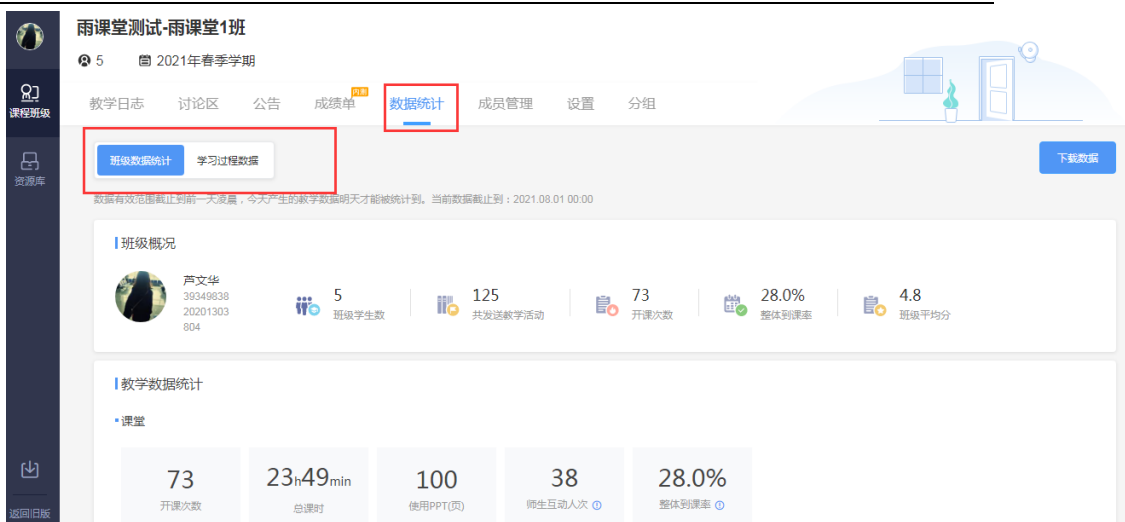 雨课堂测试-雨课堂1班
5 2021年春季学期
课程班级
资源库
返回旧版
教学日志 讨论区 公告 成绩单 内测 数据统计 成员管理 设置 分组
班级数据统计 学习过程数据 下载数据
数据有效范围截止到前一天凌晨，今天产生的教学数据明天才能被统计到。当前数据截止到：2021.08.01 00:00
班级概况
芦文华
39349838
20201303
804
5 125 73 28.0% 4.8
班级学生数 共发送教学活动 开课次数 整体到课率 班级平均分
教学数据统计
课堂
73 23h49min 100 38 28.0%
开课次数 总课时 使用PPT(页) 师生互动人次 整体到课率